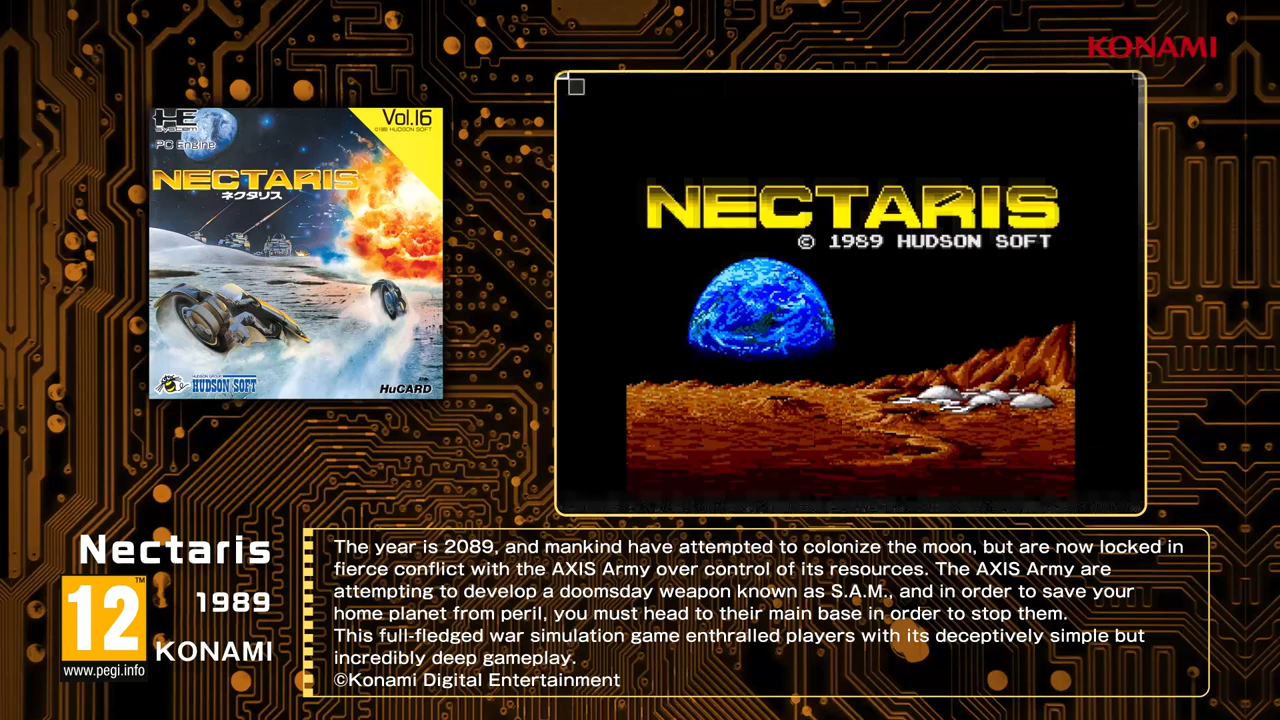 KONAMI
HE
System
PC Engine
Vol.16
©1989 HUDSON SOFT
NECTARIS
ネクタリス
HUDSON GROUP
HUDSON SOFT
HuCARD
NECTARIS
© 1989 HUDSON SOFT
Nectaris
12
TM
www.pegi.info
1989
KONAMI
The year is 2089, and mankind have attempted to colonize the moon, but are now locked in
fierce conflict with the AXIS Army over control of its resources. The AXIS Army are
attempting to develop a doomsday weapon known as S.A.M., and in order to save your
home planet from peril, you must head to their main base in order to stop them.
This full-fledged war simulation game enthralled players with its deceptively simple but
incredibly deep gameplay.
©Konami Digital Entertainment